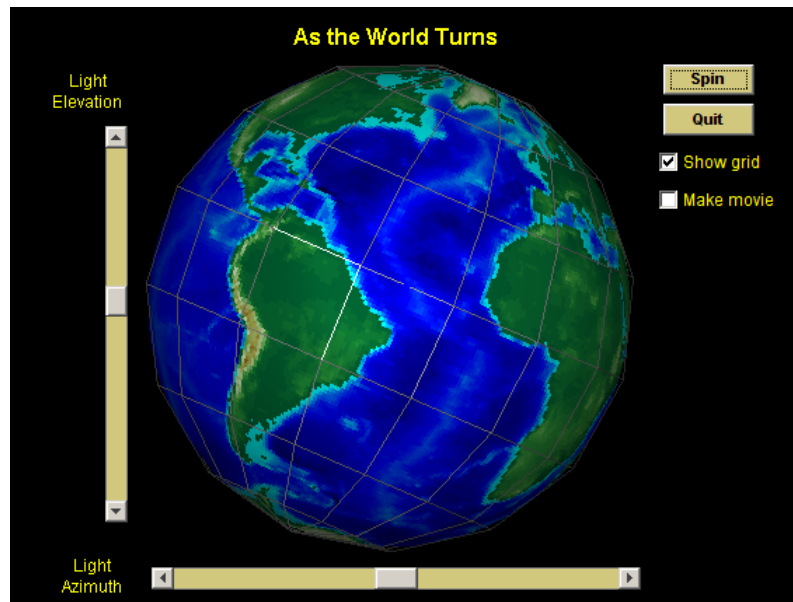 As the World Turns
Light
Elevation
Spin
Quit
Show grid
Make movie
Light
Azimuth